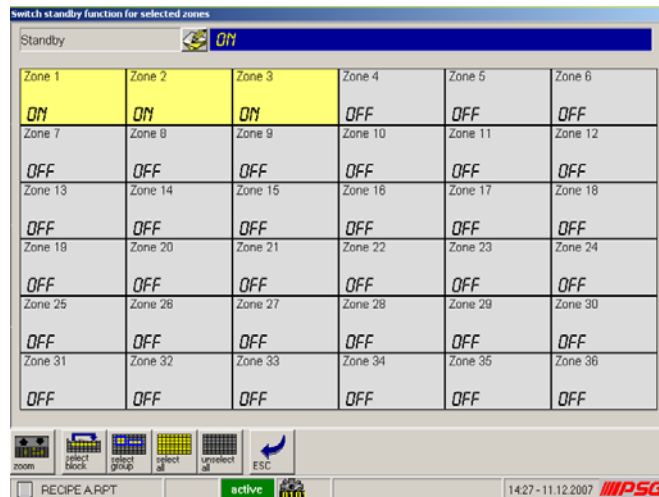 Switch standby function for selected zones
Standby ON
Zone 1 Zone 2 Zone 3 Zone 4 Zone 5 Zone 6
ON ON ON OFF OFF OFF
Zone 7 Zone 8 Zone 9 Zone 10 Zone 11 Zone 12
OFF OFF OFF OFF OFF OFF
Zone 13 Zone 14 Zone 15 Zone 16 Zone 17 Zone 18
OFF OFF OFF OFF OFF OFF
Zone 19 Zone 20 Zone 21 Zone 22 Zone 23 Zone 24
OFF OFF OFF OFF OFF OFF
Zone 25 Zone 26 Zone 27 Zone 28 Zone 29 Zone 30
OFF OFF OFF OFF OFF OFF
Zone 31 Zone 32 Zone 33 Zone 34 Zone 35 Zone 36
OFF OFF OFF OFF OFF OFF
zoom select block select group select all unselect all ESC
RECIPEA.RPT active 0101 14:27 - 11.12.2007 PSG